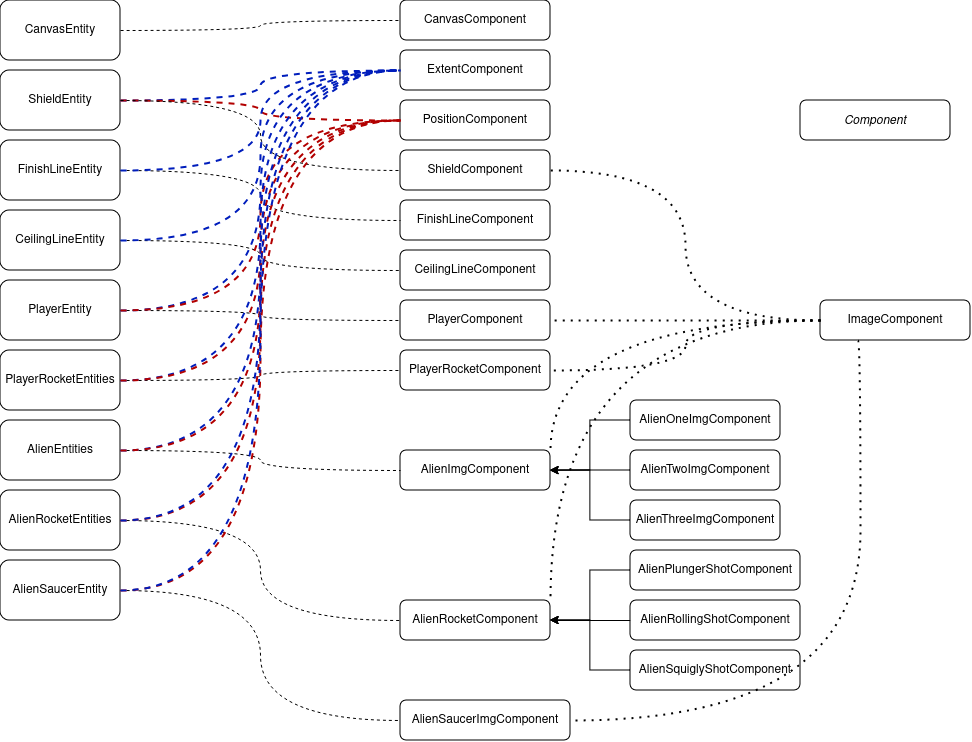 CanvasEntity
ShieldEntity
FinishLineEntity
CeilingLineEntity
PlayerEntity
PlayerRocketEntities
AlienEntities
AlienRocketEntities
AlienSaucerEntity
CanvasComponent
ExtentComponent
PositionComponent
ShieldComponent
FinishLineComponent
CeilingLineComponent
PlayerComponent
PlayerRocketComponent
AlienImgComponent
AlienRocketComponent
AlienSaucerImgComponent
AlienOneImgComponent
AlienTwoImgComponent
AlienThreeImgComponent
AlienPlungerShotComponent
AlienRollingShotComponent
AlienSquiglyShotComponent
Component
ImageComponent